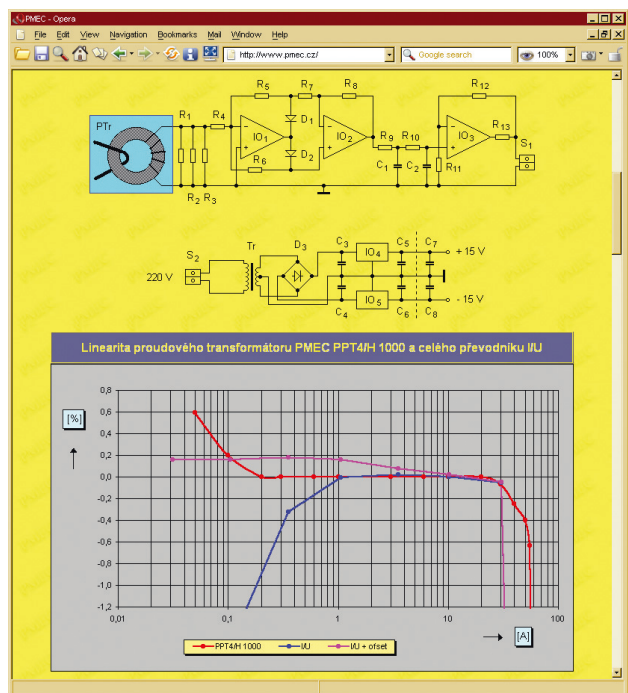 PMEC - Opera
File Edit View Navigation Bookmarks Mail Window Help
http://www.pmec.cz/ Google search 100%
PTr R1 R2 R3 R4 R5 R6 R7 R8 D1 D2 IO1 IO2 R9 R10 C1 C2 R11 IO3 R12 R13 S1
220 V S2 Tr D3 C3 C4 IO4 IO5 C5 C6 C7 C8 + 15 V - 15 V
Linearita proudového transformátoru PMEC PPT4/H 1000 a celého převodníku I/U
[%]
0,8
0,6
0,4
0,2
0,0
-0,2
-0,4
-0,6
-0,8
-1,0
-1,2
0,01 0,1 1 10 100
[A]
PPT4/H 1000 I/U I/U + ofset